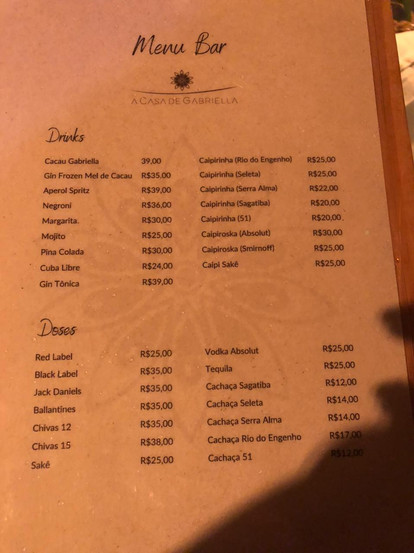 Menu Bar
A CASA DE GABRIELLA
Drinks
Cacau Gabriella 39,00
Gin Frozen Mel de Cacau R$35,00
Aperol Spritz R$39,00
Negroni R$36,00
Margarita. R$30,00
Mojito R$25,00
Pina Colada R$30,00
Cuba Libre R$24,00
Gin Tônica R$39,00
Caipirinha (Rio do Engenho) R$25,00
Caipirinha (Seleta) R$25,00
Caipirinha (Serra Alma) R$22,00
Caipirinha (Sagatiba) R$20,00
Caipirinha (51) R$20,00
Caipiroska (Absolut) R$30,00
Caipiroska (Smirnoff) R$25,00
Caipi Sakê R$25,00
Doses
Red Label R$25,00
Black Label R$35,00
Jack Daniels R$35,00
Ballantines R$35,00
Chivas 12 R$35,00
Chivas 15 R$38,00
Sakê R$25,00
Vodka Absolut R$25,00
Tequila R$25,00
Cachaça Sagatiba R$12,00
Cachaça Seleta R$14,00
Cachaça Serra Alma R$14,00
Cachaça Rio do Engenho R$17,00
Cachaça 51 R$12,00